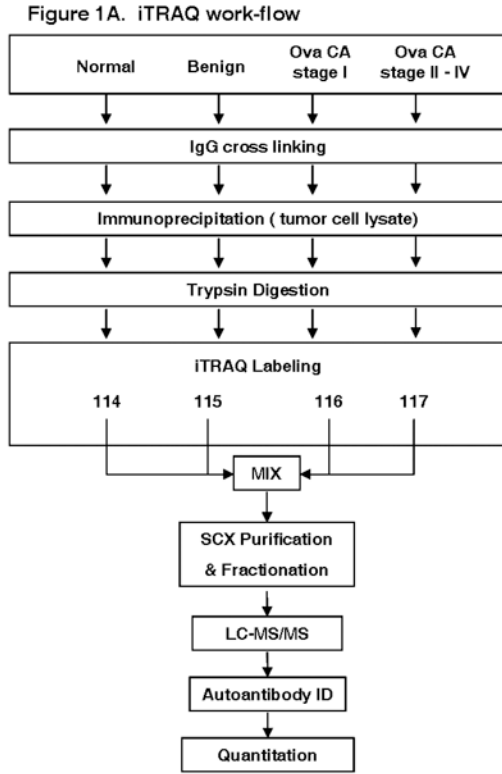 Figure 1A. iTRAQ work-flow
Normal Benign Ova CA stage I Ova CA stage II - IV
IgG cross linking
Immunoprecipitation ( tumor cell lysate)
Trypsin Digestion
iTRAQ Labeling
114 115 116 117
MIX
SCX Purification
& Fractionation
LC-MS/MS
Autoantibody ID
Quantitation